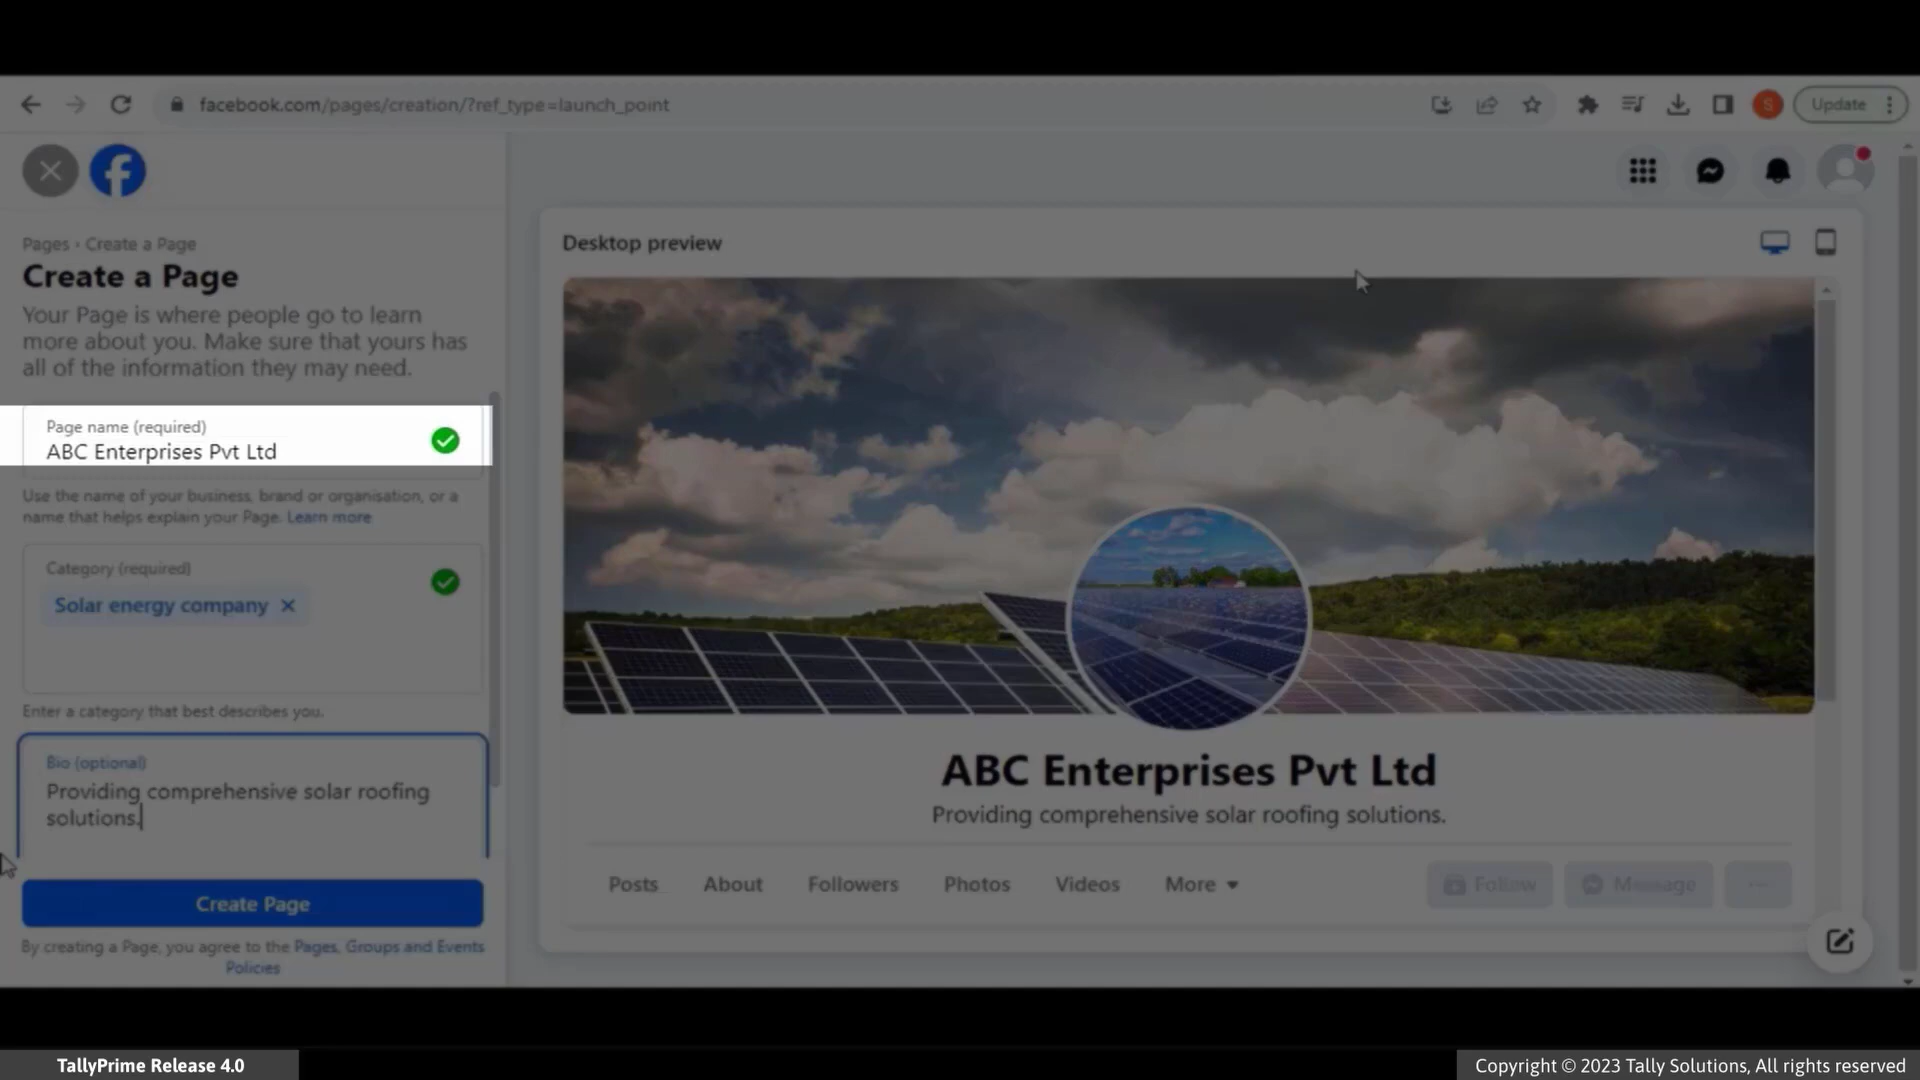 facebook.com/pages/creation/?ref_type=launch_point
S
Update
Pages › Create a Page
Create a Page
Your Page is where people go to learn
more about you. Make sure that yours has
all of the information they may need.
Page name (required)
ABC Enterprises Pvt Ltd
Use the name of your business, brand or organisation, or a
name that helps explain your Page. Learn more
Category (required)
Solar energy company
Enter a category that best describes you.
Bio (optional)
Providing comprehensive solar roofing
solutions.
Create Page
By creating a Page, you agree to the Pages, Groups and Events
Policies
Desktop preview
ABC Enterprises Pvt Ltd
Providing comprehensive solar roofing solutions.
Posts About Followers Photos Videos More
Follow Message
TallyPrime Release 4.0
Copyright © 2023 Tally Solutions, All rights reserved